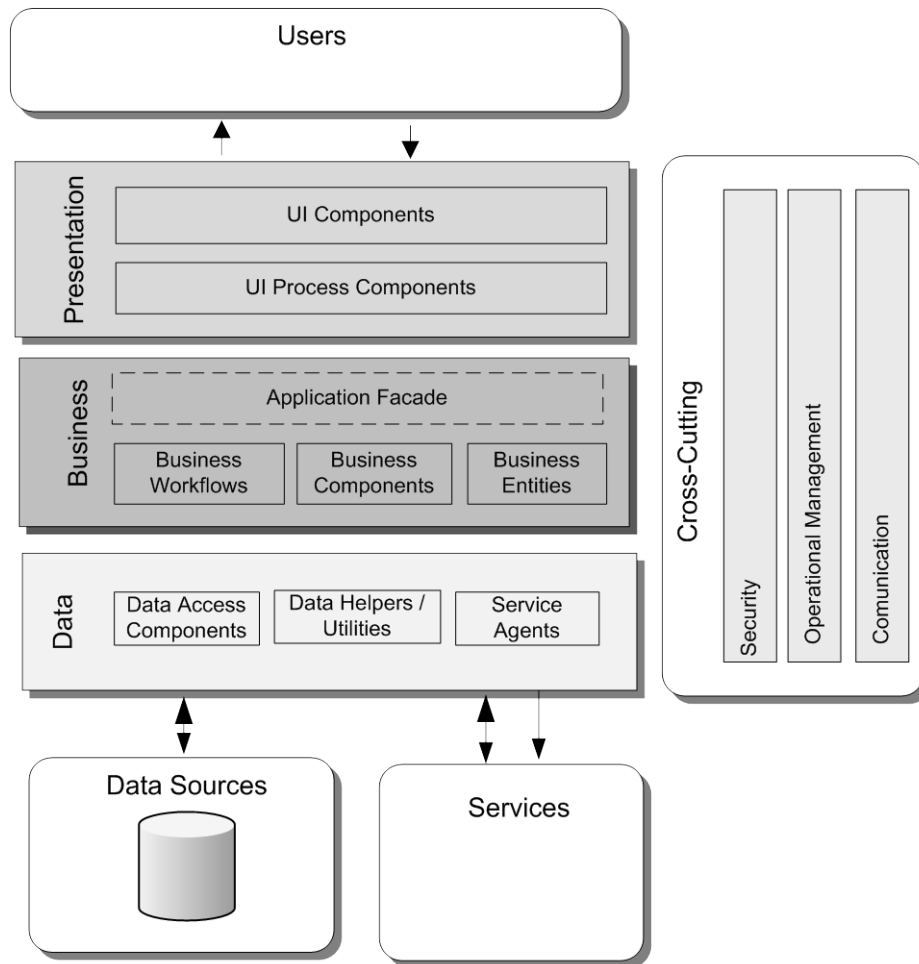 Users
Presentation
UI Components
UI Process Components
Business
Application Facade
Business
Workflows
Business
Components
Business
Entities
Data
Data Access
Components
Data Helpers /
Utilities
Service
Agents
Data Sources
Services
Cross-Cutting
Security
Operational Management
Comunication